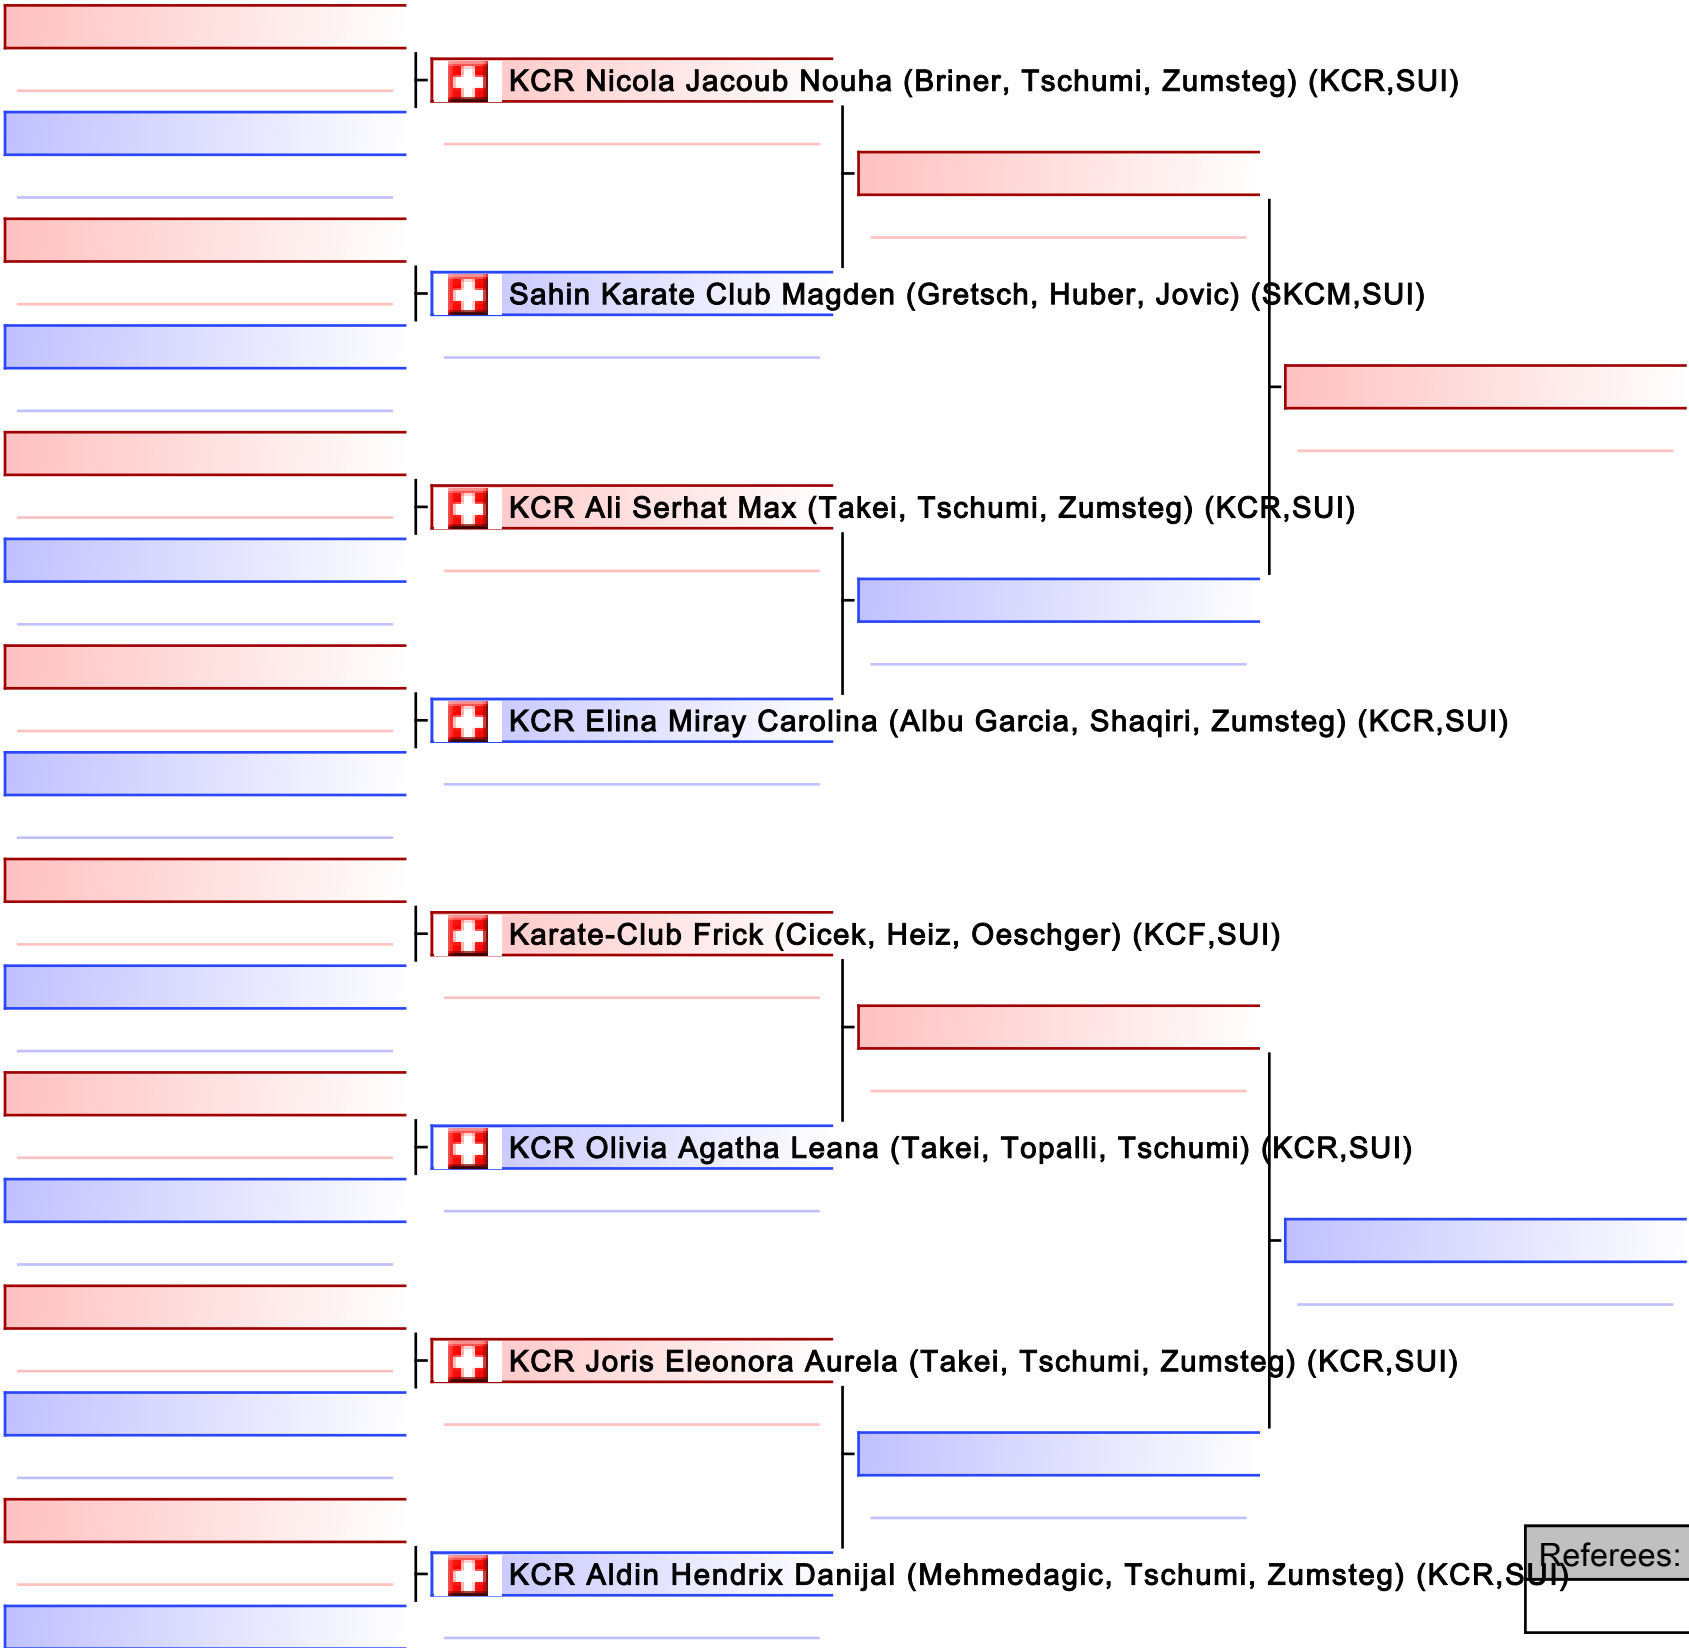 KCR Nicola Jacoub Nouha (Briner, Tschumi, Zumsteg) (KCR,SUI)
Sahin Karate Club Magden (Gretsch, Huber, Jovic) (SKCM,SUI)
KCR Ali Serhat Max (Takei, Tschumi, Zumsteg) (KCR,SUI)
KCR Elina Miray Carolina (Albu Garcia, Shaqiri, Zumsteg) (KCR,SUI)
Karate-Club Frick (Cicek, Heiz, Oeschger) (KCF,SUI)
KCR Olivia Agatha Leana (Takei, Topalli, Tschumi) (KCR,SUI)
KCR Joris Eleonora Aurela (Takei, Tschumi, Zumsteg) (KCR,SUI)
Referees:
KCR Aldin Hendrix Danijal (Mehmedagic, Tschumi, Zumsteg) (KCR,SUI)